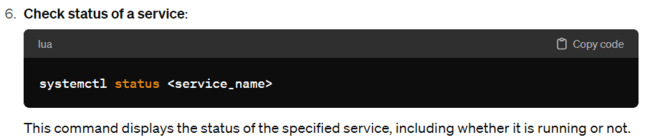 6. Check status of a service:
lua Copy code
systemctl status <service_name>
This command displays the status of the specified service, including whether it is running or not.